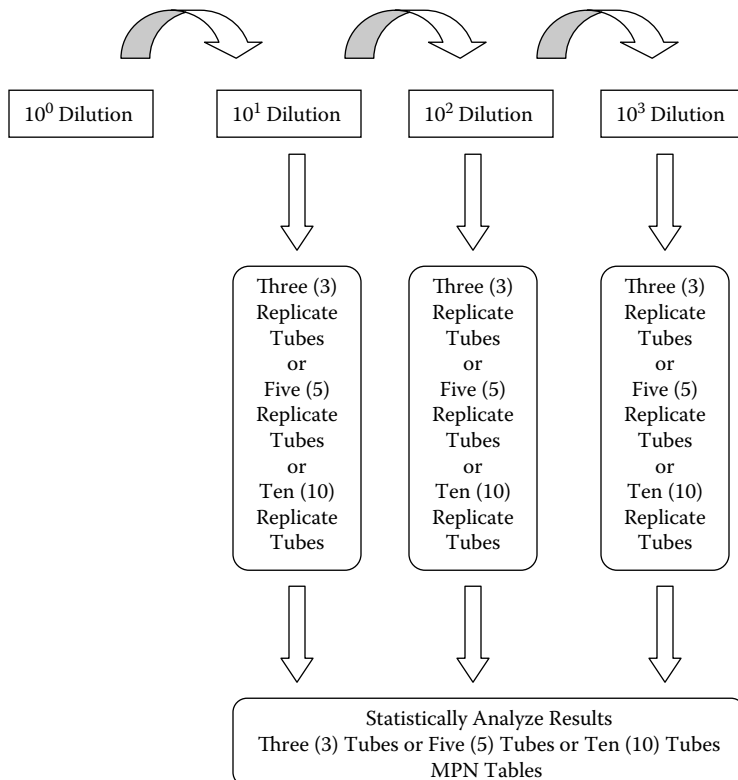 10⁰ Dilution
10¹ Dilution
10² Dilution
10³ Dilution
Three (3)
Replicate
Tubes
or
Five (5)
Replicate
Tubes
or
Ten (10)
Replicate
Tubes
Three (3)
Replicate
Tubes
or
Five (5)
Replicate
Tubes
or
Ten (10)
Replicate
Tubes
Three (3)
Replicate
Tubes
or
Five (5)
Replicate
Tubes
or
Ten (10)
Replicate
Tubes
Statistically Analyze Results
Three (3) Tubes or Five (5) Tubes or Ten (10) Tubes
MPN Tables